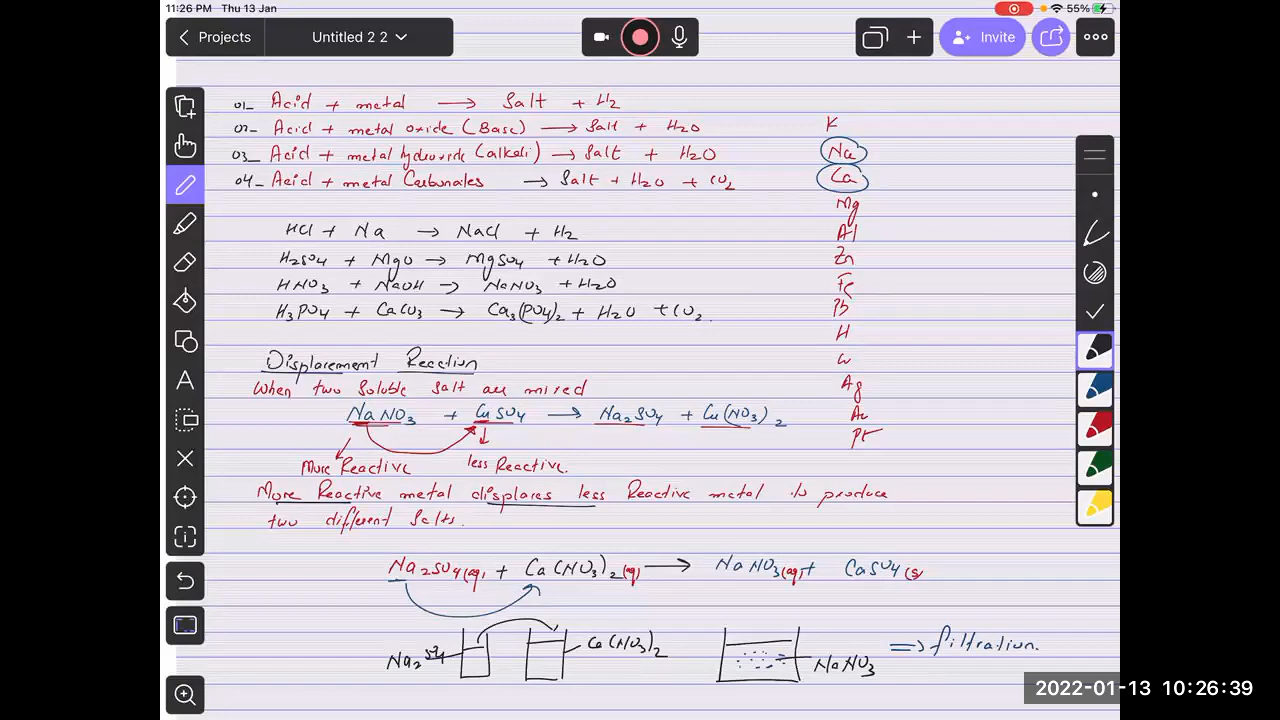 11:26 PM Thu 13 Jan
55%
Projects
Untitled 2 2
Invite
01_ Acid + metal → Salt + H2
02- Acid + metal oxide (Base) → Salt + H2O
03_ Acid + metal hydroxide (alkali) → Salt + H2O
04_ Acid + metal Carbonates → Salt + H2O + CO2
K
Na
Ca
Mg
Al
Zn
Fe
Pb
H
Cu
Ag
Au
Pt
HCl + Na → NaCl + H2
H2SO4 + MgO → MgSO4 + H2O
HNO3 + NaOH → NaNO3 + H2O
H3PO4 + CaCO3 → Ca3(PO4)2 + H2O + CO2.
Displacement Reaction
When two Soluble Salt are mixed
NaNO3 + CuSO4 → Na2SO4 + Cu(NO3)2
More Reactive less Reactive.
More Reactive metal displaces less Reactive metal to produce
two different Salts.
Na2SO4(aq) + Ca(NO3)2(aq) → NaNO3(aq) + CaSO4(s)
Na2SO4
Ca(NO3)2
NaNO3
⇒ filtration.
2022-01-13 10:26:39